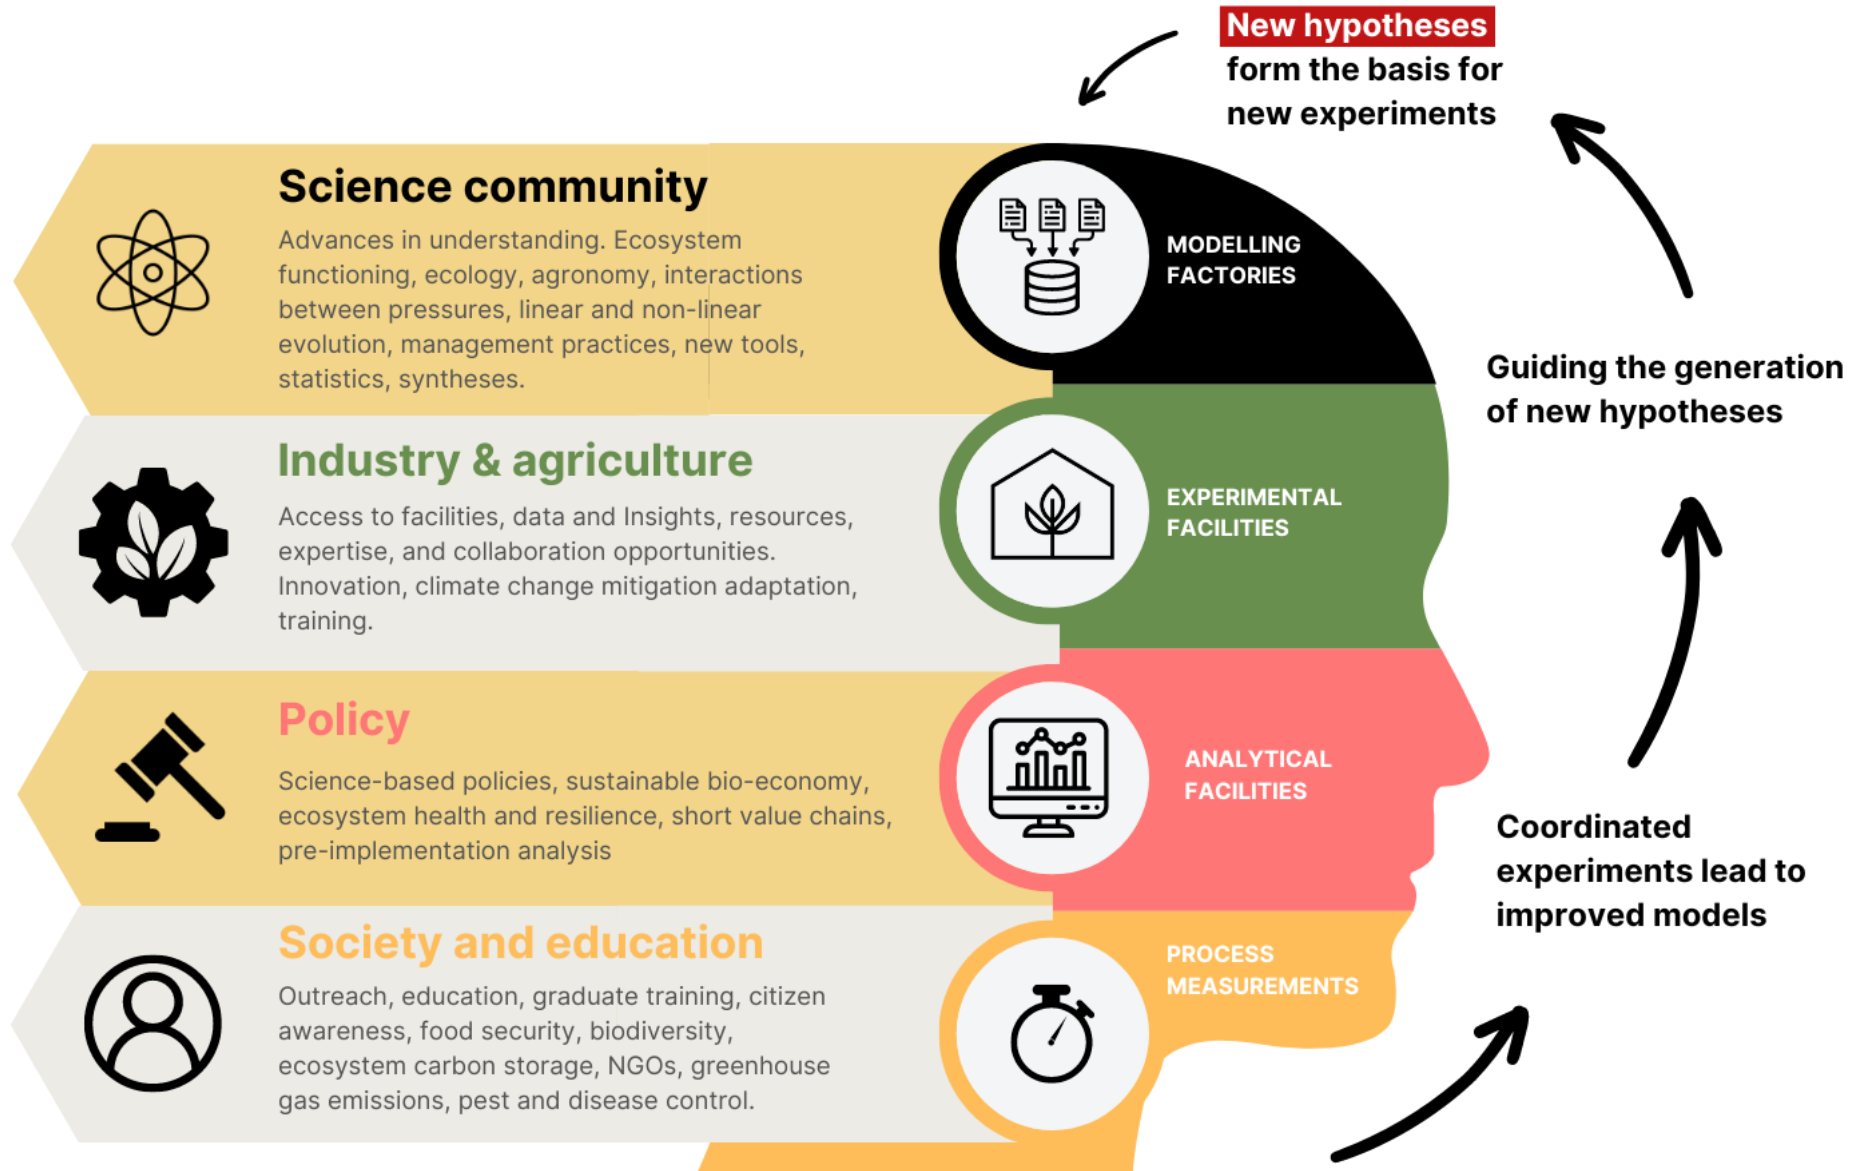 New hypotheses
form the basis for
new experiments
Science community
Advances in understanding. Ecosystem
functioning, ecology, agronomy, interactions
between pressures, linear and non-linear
evolution, management practices, new tools,
statistics, syntheses.
MODELLING
FACTORIES
Guiding the generation
of new hypotheses
Industry & agriculture
Access to facilities, data and Insights, resources,
expertise, and collaboration opportunities.
Innovation, climate change mitigation adaptation,
training.
EXPERIMENTAL
FACILITIES
Policy
Science-based policies, sustainable bio-economy,
ecosystem health and resilience, short value chains,
pre-implementation analysis
ANALYTICAL
FACILITIES
Coordinated
experiments lead to
improved models
Society and education
Outreach, education, graduate training, citizen
awareness, food security, biodiversity,
ecosystem carbon storage, NGOs, greenhouse
gas emissions, pest and disease control.
PROCESS
MEASUREMENTS